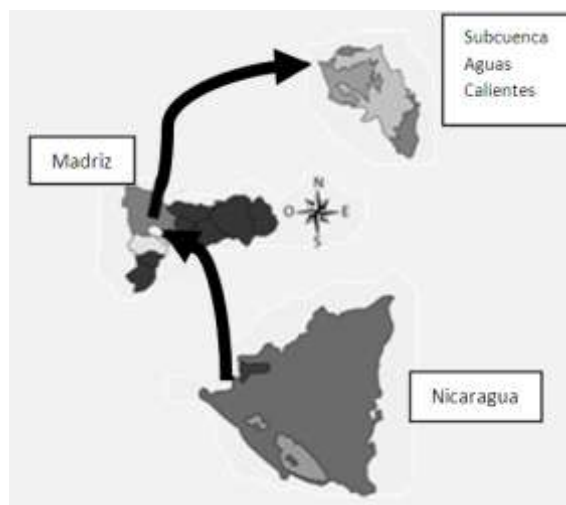 Subcuenca
Aguas
Calientes
Madriz
N
O E
S
Nicaragua